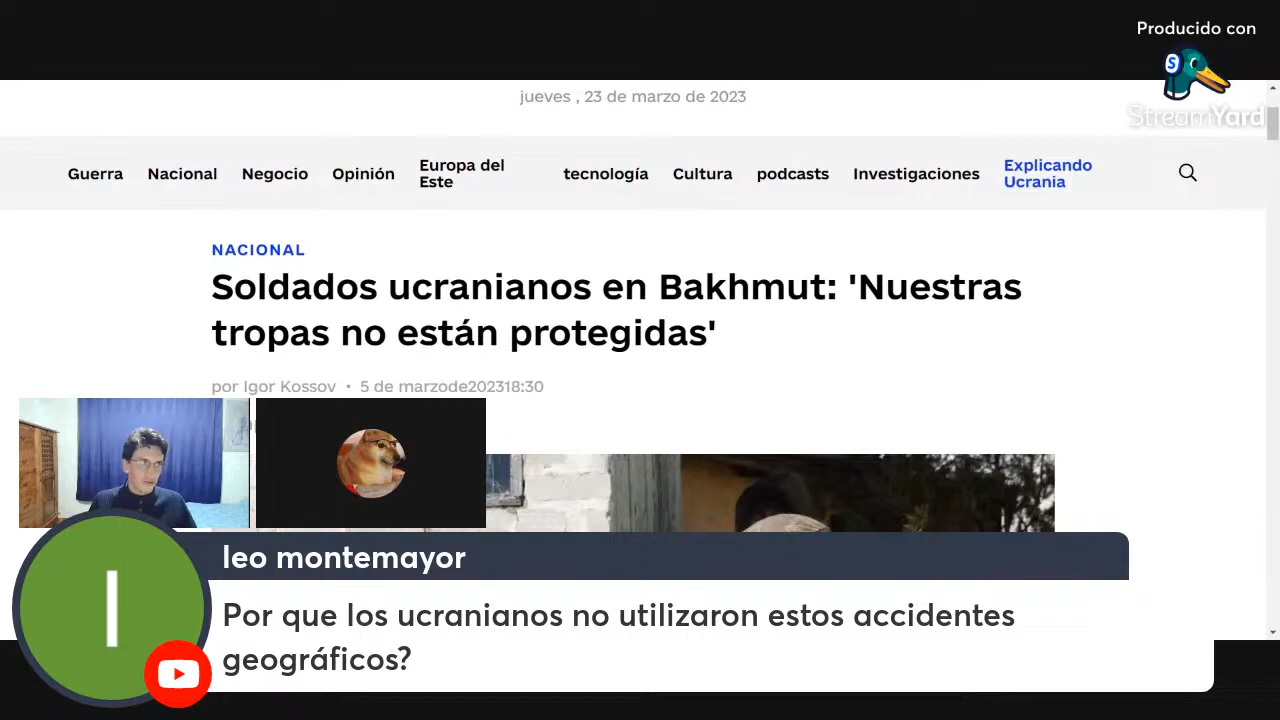 Producido con
StreamYard
jueves , 23 de marzo de 2023
Guerra Nacional Negocio Opinión Europa del Este tecnología Cultura podcasts Investigaciones Explicando Ucrania
NACIONAL
Soldados ucranianos en Bakhmut: 'Nuestras
tropas no están protegidas'
por Igor Kossov · 5 de marzode202318:30
leo montemayor
Por que los ucranianos no utilizaron estos accidentes
geográficos?